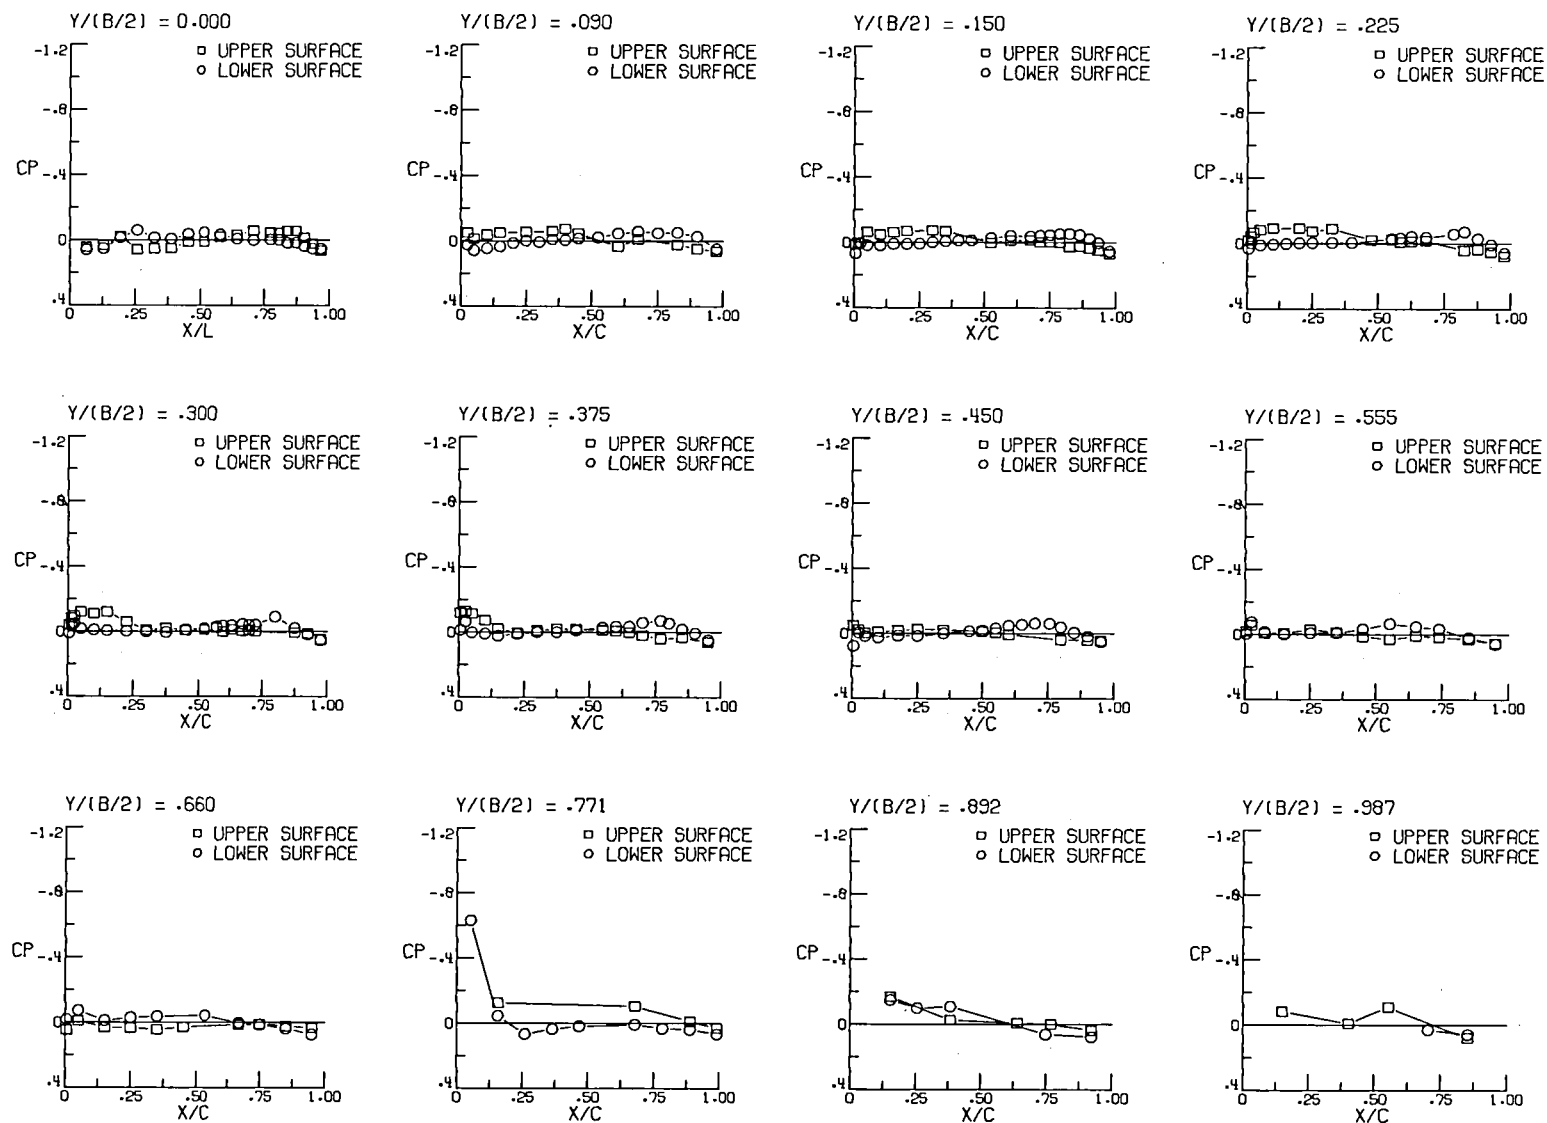 Y/(B/2) = 0.000
□ UPPER SURFACE
○ LOWER SURFACE
-1.2
-.8
CP -.4
0
.4
0 .25 .50 .75 1.00
X/L
Y/(B/2) = .090
□ UPPER SURFACE
○ LOWER SURFACE
-1.2
-.8
CP -.4
0
.4
0 .25 .50 .75 1.00
X/C
Y/(B/2) = .150
□ UPPER SURFACE
○ LOWER SURFACE
-1.2
-.8
CP -.4
0
.4
0 .25 .50 .75 1.00
X/C
Y/(B/2) = .225
□ UPPER SURFACE
○ LOWER SURFACE
-1.2
-.8
CP -.4
0
.4
0 .25 .50 .75 1.00
X/C
Y/(B/2) = .300
□ UPPER SURFACE
○ LOWER SURFACE
-1.2
-.8
CP -.4
0
.4
0 .25 .50 .75 1.00
X/C
Y/(B/2) = .375
□ UPPER SURFACE
○ LOWER SURFACE
-1.2
-.8
CP -.4
0
.4
0 .25 .50 .75 1.00
X/C
Y/(B/2) = .450
□ UPPER SURFACE
○ LOWER SURFACE
-1.2
-.8
CP -.4
0
.4
0 .25 .50 .75 1.00
X/C
Y/(B/2) = .555
□ UPPER SURFACE
○ LOWER SURFACE
-1.2
-.8
CP -.4
0
.4
0 .25 .50 .75 1.00
X/C
Y/(B/2) = .660
□ UPPER SURFACE
○ LOWER SURFACE
-1.2
-.8
CP -.4
0
.4
0 .25 .50 .75 1.00
X/C
Y/(B/2) = .771
□ UPPER SURFACE
○ LOWER SURFACE
-1.2
-.8
CP -.4
0
.4
0 .25 .50 .75 1.00
X/C
Y/(B/2) = .892
□ UPPER SURFACE
○ LOWER SURFACE
-1.2
-.8
CP -.4
0
.4
0 .25 .50 .75 1.00
X/C
Y/(B/2) = .987
□ UPPER SURFACE
○ LOWER SURFACE
-1.2
-.8
CP -.4
0
.4
0 .25 .50 .75 1.00
X/C